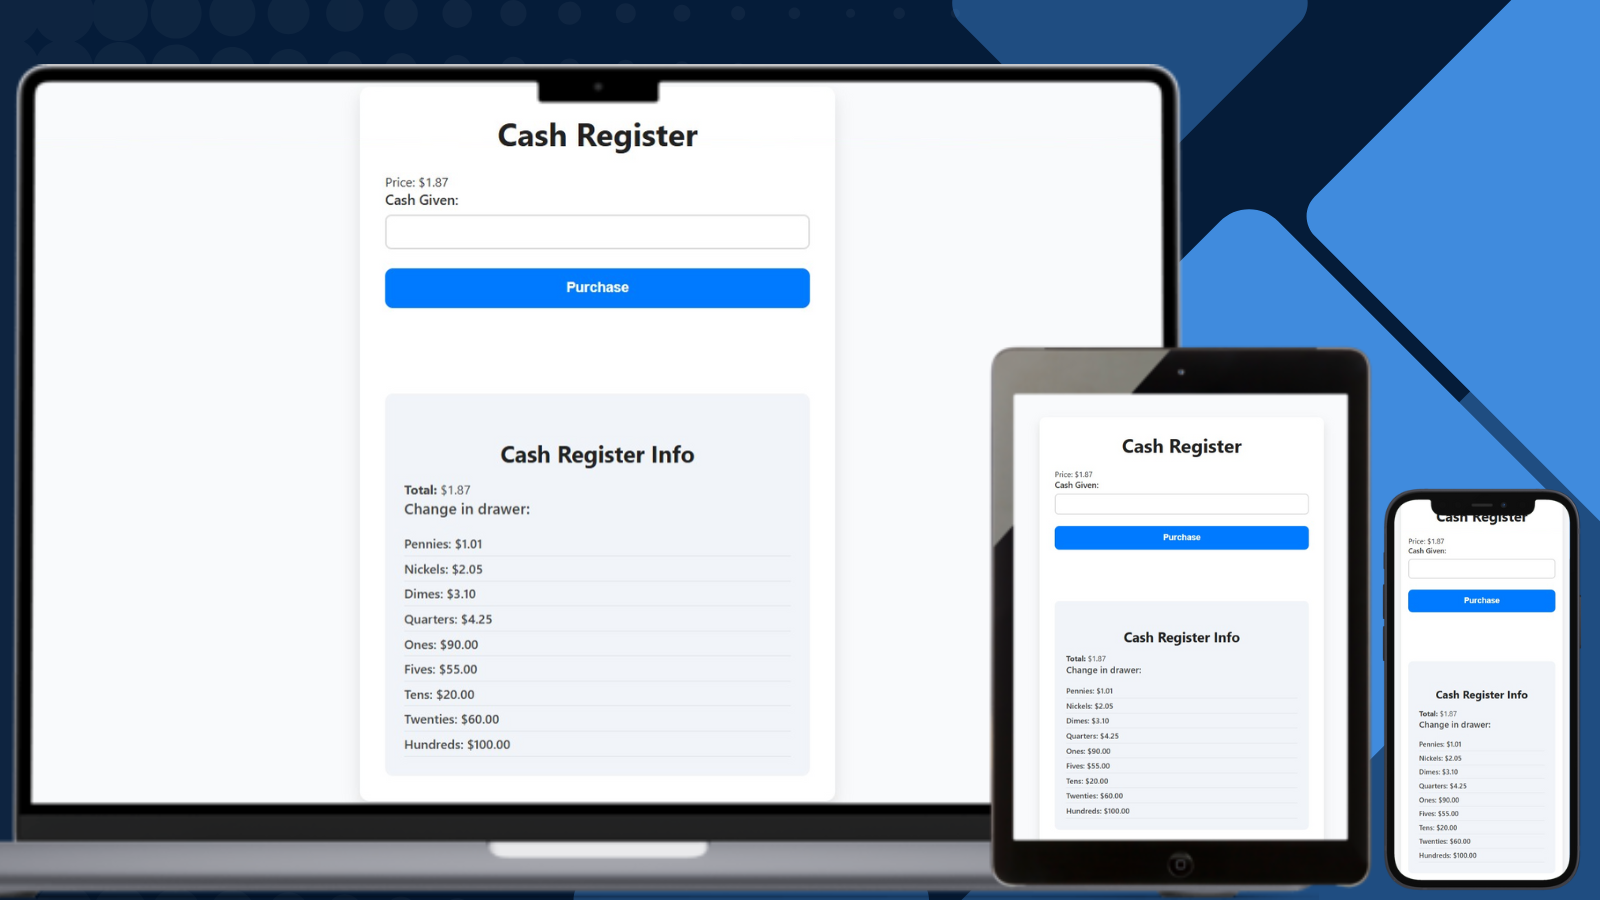 Cash Register
Price: $1.87
Cash Given:
Purchase
Cash Register Info
Total: $1.87
Change in drawer:
Pennies: $1.01
Nickels: $2.05
Dimes: $3.10
Quarters: $4.25
Ones: $90.00
Fives: $55.00
Tens: $20.00
Twenties: $60.00
Hundreds: $100.00
Cash Register
Price: $1.87
Cash Given:
Purchase
Cash Register Info
Total: $1.87
Change in drawer:
Pennies: $1.01
Nickels: $2.05
Dimes: $3.10
Quarters: $4.25
Ones: $90.00
Fives: $55.00
Tens: $20.00
Twenties: $60.00
Hundreds: $100.00
Cash Register
Price: $1.87
Cash Given:
Purchase
Cash Register Info
Total: $1.87
Change in drawer:
Pennies: $1.01
Nickels: $2.05
Dimes: $3.10
Quarters: $4.25
Ones: $90.00
Fives: $55.00
Tens: $20.00
Twenties: $60.00
Hundreds: $100.00